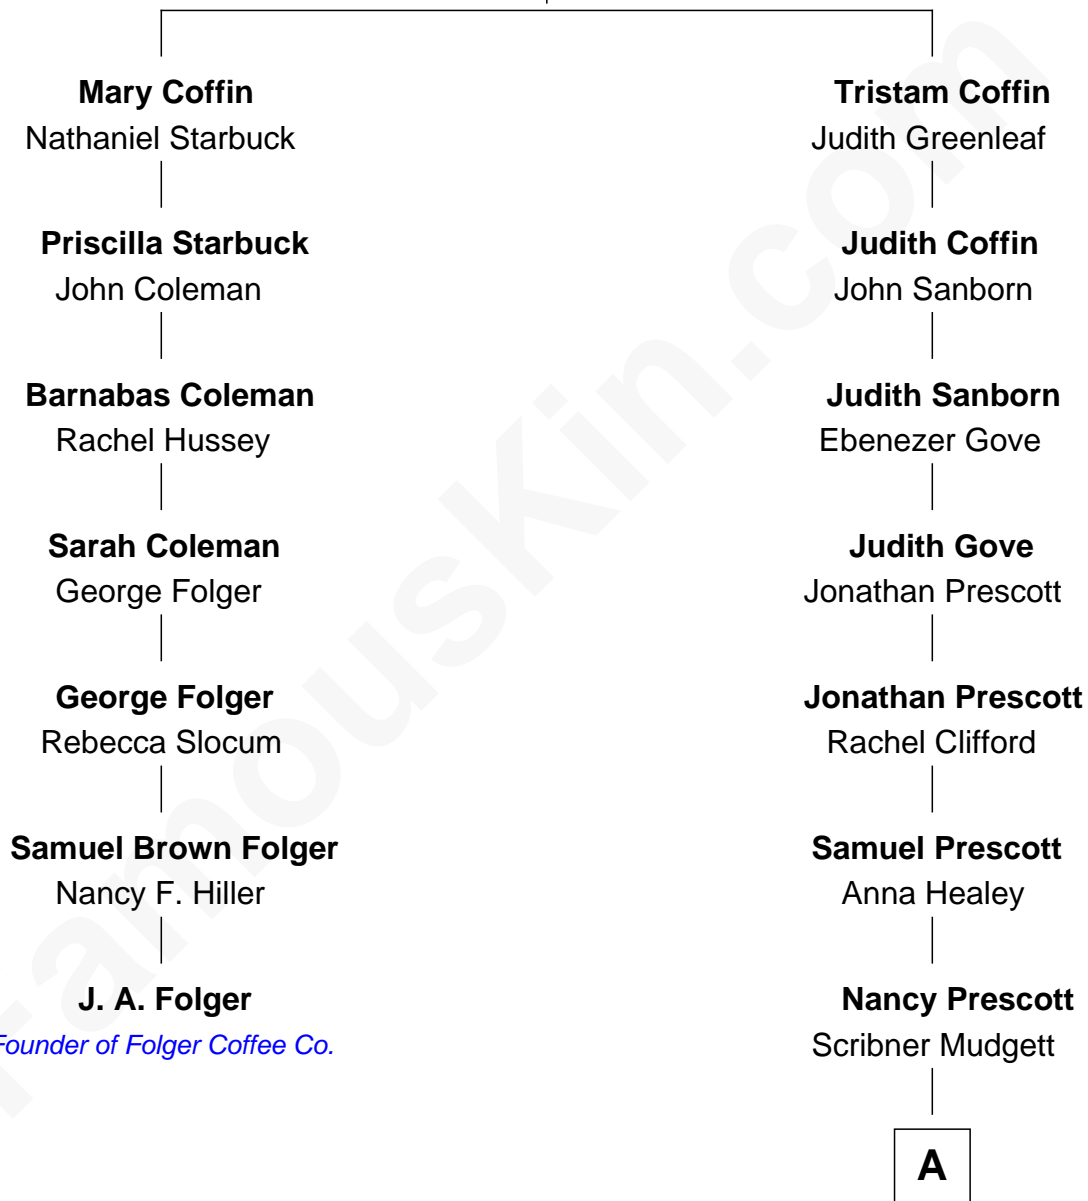 Mary Coffin
Nathaniel Starbuck
Priscilla Starbuck
John Coleman
Barnabas Coleman
Rachel Hussey
Sarah Coleman
George Folger
George Folger
Rebecca Slocum
Samuel Brown Folger
Nancy F. Hiller
J. A. Folger
Founder of Folger Coffee Co.
Tristam Coffin
Judith Greenleaf
Judith Coffin
John Sanborn
Judith Sanborn
Ebenezer Gove
Judith Gove
Jonathan Prescott
Jonathan Prescott
Rachel Clifford
Samuel Prescott
Anna Healey
Nancy Prescott
Scribner Mudgett
A
FamousKin.com